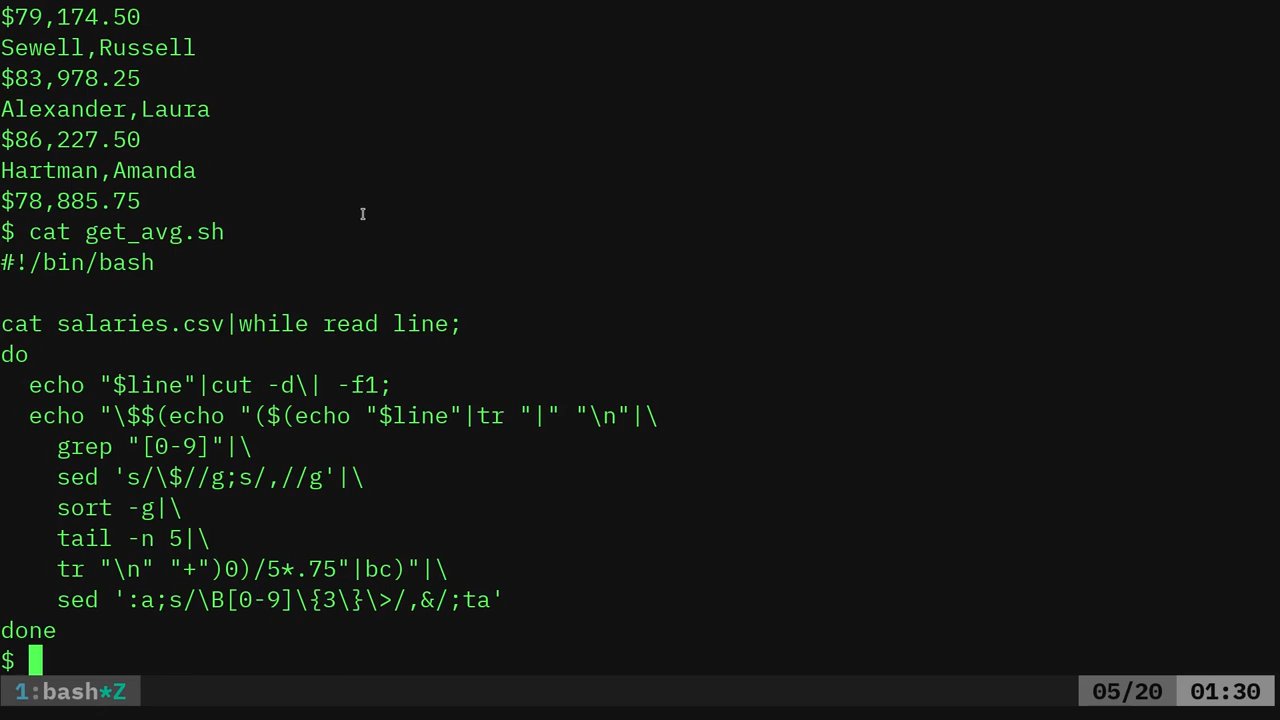 $79,174.50
Sewell,Russell
$83,978.25
Alexander,Laura
$86,227.50
Hartman,Amanda
$78,885.75
$ cat get_avg.sh
#!/bin/bash

cat salaries.csv|while read line;
do
  echo "$line"|cut -d\| -f1;
  echo "\$$(echo "($(echo "$line"|tr "|" "\n"|\
    grep "[0-9]"|\
    sed 's/\$//g;s/,//g'|\
    sort -g|\
    tail -n 5|\
    tr "\n" "+")0)/5*.75"|bc)"|\
    sed ':a;s/\B[0-9]\{3\}\>/,&/;ta'
done
$
1:bash*Z 05/20 01:30